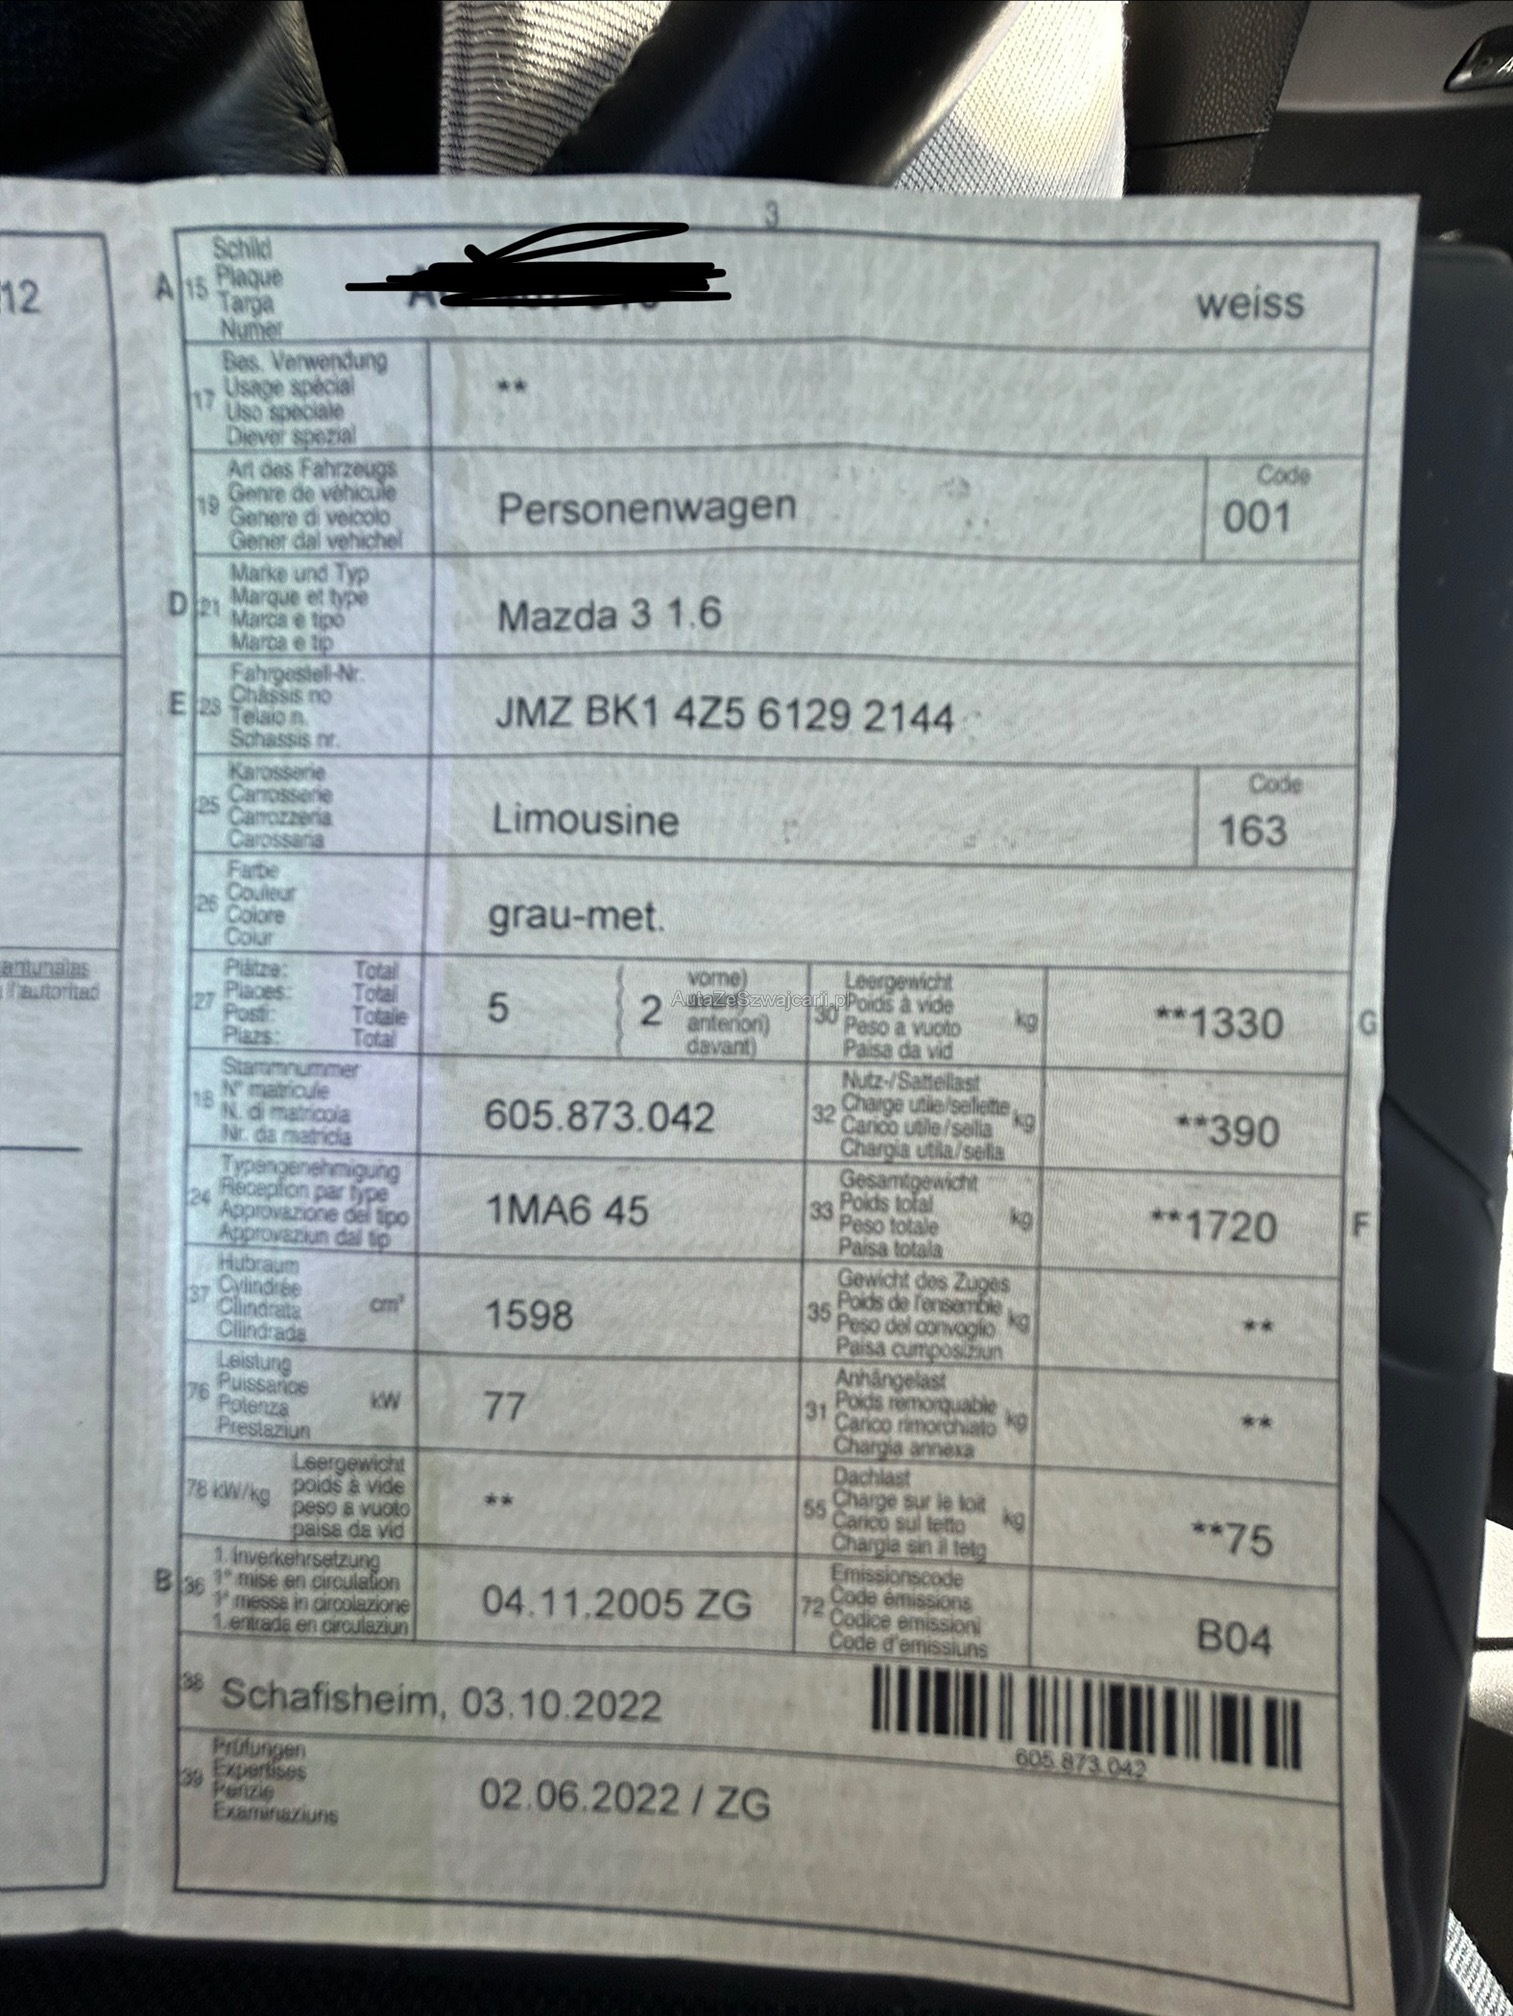 3
12
A 15 Schild
Plaque
Targa
Numer
weiss
17 Bes. Verwendung
Usage spécial
Uso speciale
Diever spezial
**
19 Art des Fahrzeugs
Genre de véhicule
Genere di veicolo
Gener dal vehichel
Personenwagen
Code
001
D 21 Marke und Typ
Marque et type
Marca e tipo
Marca e tip
Mazda 3 1.6
E 23 Fahrgestell-Nr.
Châssis no
Telaio n.
Schassis nr.
JMZ BK1 4Z5 6129 2144
25 Karosserie
Carrosserie
Carrozzeria
Carossaria
Limousine
Code
163
26 Farbe
Couleur
Colore
Colur
grau-met.
antunalas
l'autoritad
27 Plätze: Total
Places: Total
Posti: Totale
Plazs: Total
5
2
vorne)
anteriori)
davant)
AutaZeSzwajcarii.pl
30 Leergewicht
Poids à vide
Peso a vuoto
Paisa da vid
kg
**1330 G
18 Stammnummer
N° matricule
N. di matricola
Nr. da matricla
605.873.042
32 Nutz-/Sattellast
Charge utile/sellette
Carico utile/sella
Chargia utila/sella
kg
**390
24 Typengenehmigung
Réception par type
Approvazione del tipo
Approvaziun dal tip
1MA6 45
33 Gesamtgewicht
Poids total
Peso totale
Paisa totala
kg
**1720 F
37 Hubraum
Cylindrée
Cilindrata
Cilindrada
cm³
1598
35 Gewicht des Zuges
Poids de l'ensemble
Peso del convoglio
Paisa cumposiziun
kg
**
76 Leistung
Puissance
Potenza
Prestaziun
kW
77
31 Anhängelast
Poids remorquable
Carico rimorchiato
Chargia annexa
kg
**
78 kW/kg
Leergewicht
poids à vide
peso a vuoto
paisa da vid
**
55 Dachlast
Charge sur le toit
Carico sul tetto
Chargia sin il tetg
kg
**75
B 36 1. Inverkehrsetzung
1° mise en circulation
1ª messa in circolazione
1. entrada en circulaziun
04.11.2005 ZG
72 Emissionscode
Code émissions
Codice emissioni
Code d'emissiuns
B04
38 Schafisheim, 03.10.2022
605.873.042
39 Prüfungen
Expertises
Perizie
Examinaziuns
02.06.2022 / ZG